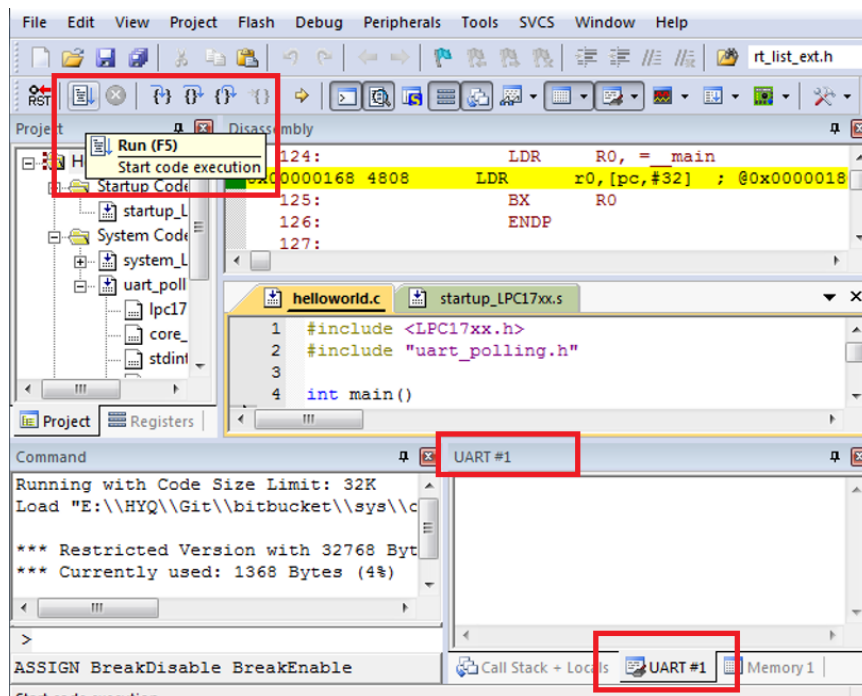 File Edit View Project Flash Debug Peripherals Tools SVCS Window Help
rt_list_ext.h
RST
Project
Disassembly
Run (F5)
Start code execution
124: LDR R0, =__main
0x00000168 4808 LDR r0,[pc,#32] ; @0x0000018
125: BX R0
126: ENDP
127:
Startup Code
startup_L
System Code
system_L
uart_poll
lpc17
core_
stdint
helloworld.c startup_LPC17xx.s
1 #include <LPC17xx.h>
2 #include "uart_polling.h"
3
4 int main()
Project Registers
Command
Running with Code Size Limit: 32K
Load "E:\\HYQ\\Git\\bitbucket\\sys\\c
*** Restricted Version with 32768 Byt
*** Currently used: 1368 Bytes (4%)
>
ASSIGN BreakDisable BreakEnable
UART #1
Call Stack + Locals UART #1 Memory 1